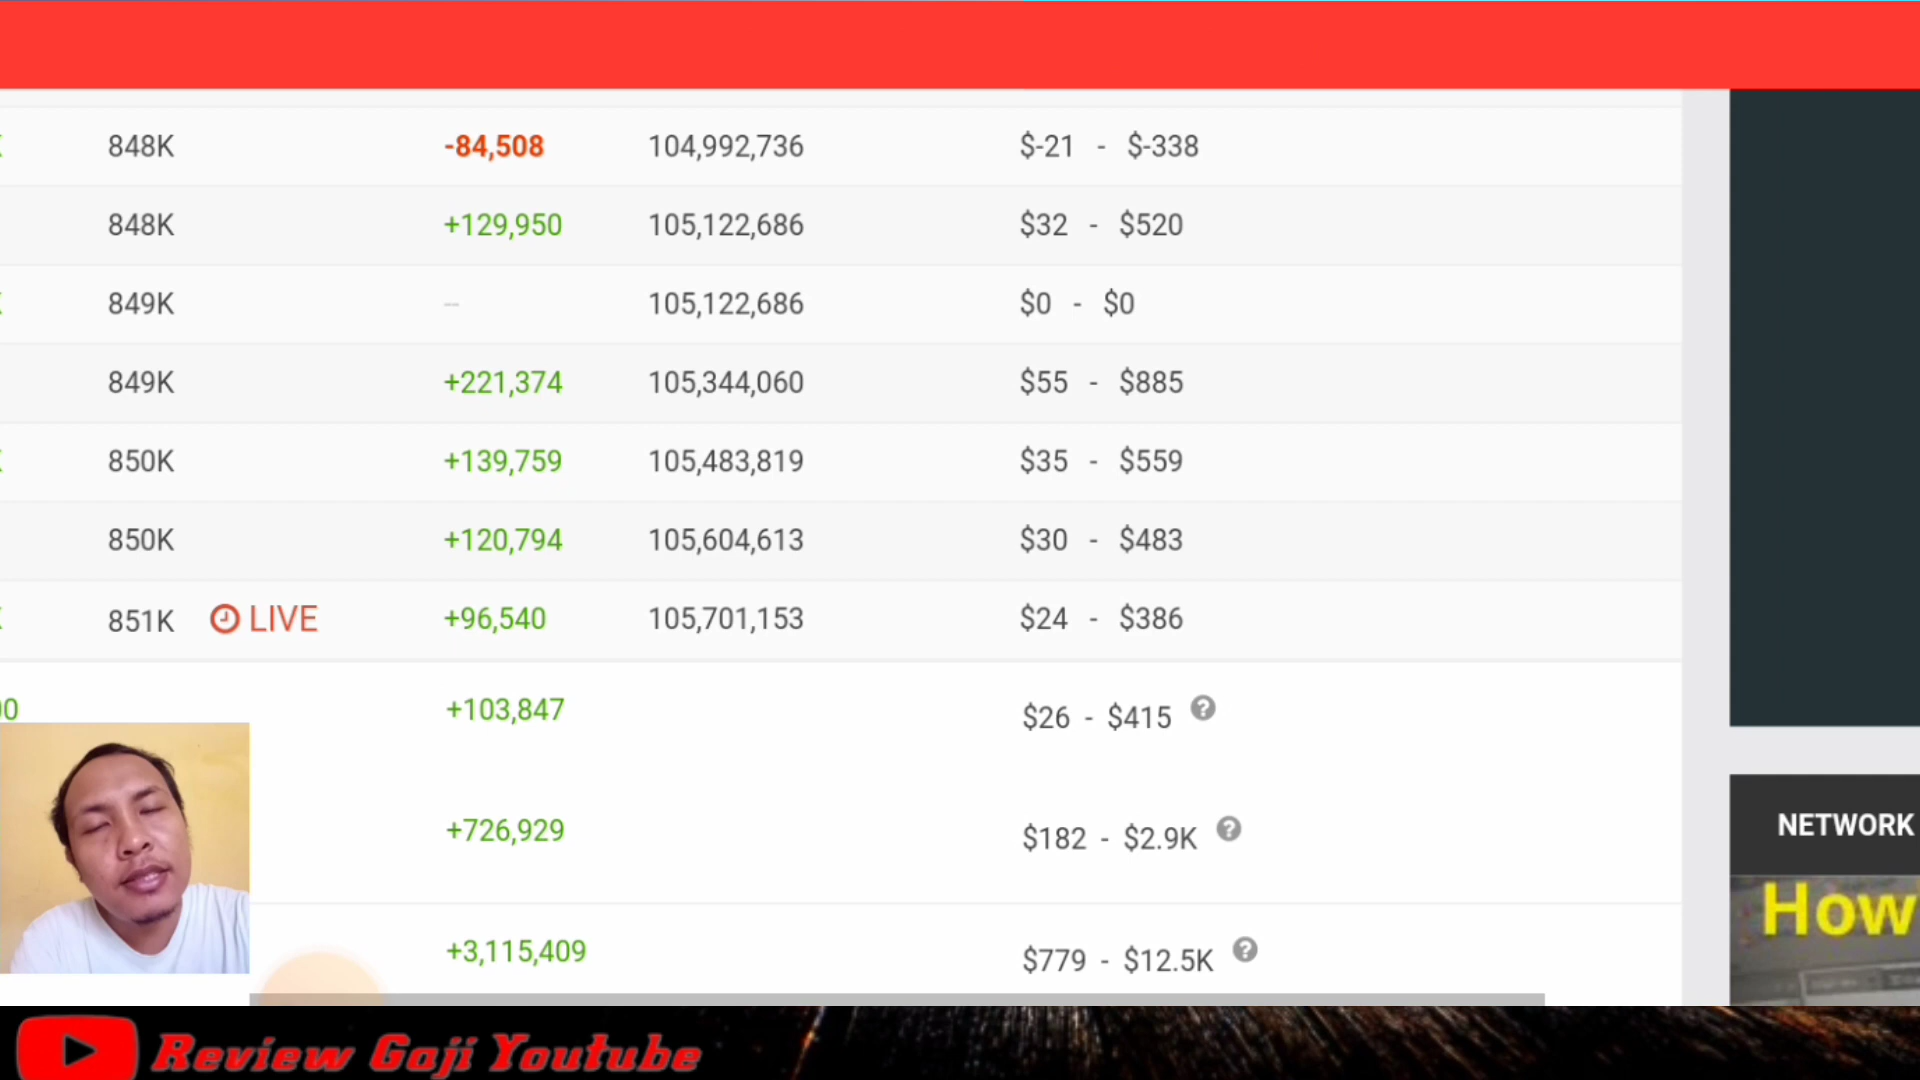 848K -84,508 104,992,736 $-21 - $-338
848K +129,950 105,122,686 $32 - $520
849K -- 105,122,686 $0 - $0
849K +221,374 105,344,060 $55 - $885
850K +139,759 105,483,819 $35 - $559
850K +120,794 105,604,613 $30 - $483
851K LIVE +96,540 105,701,153 $24 - $386
+103,847 $26 - $415 ?
+726,929 $182 - $2.9K ?
+3,115,409 $779 - $12.5K ?
NETWORK
How
Review Gaji Youtube